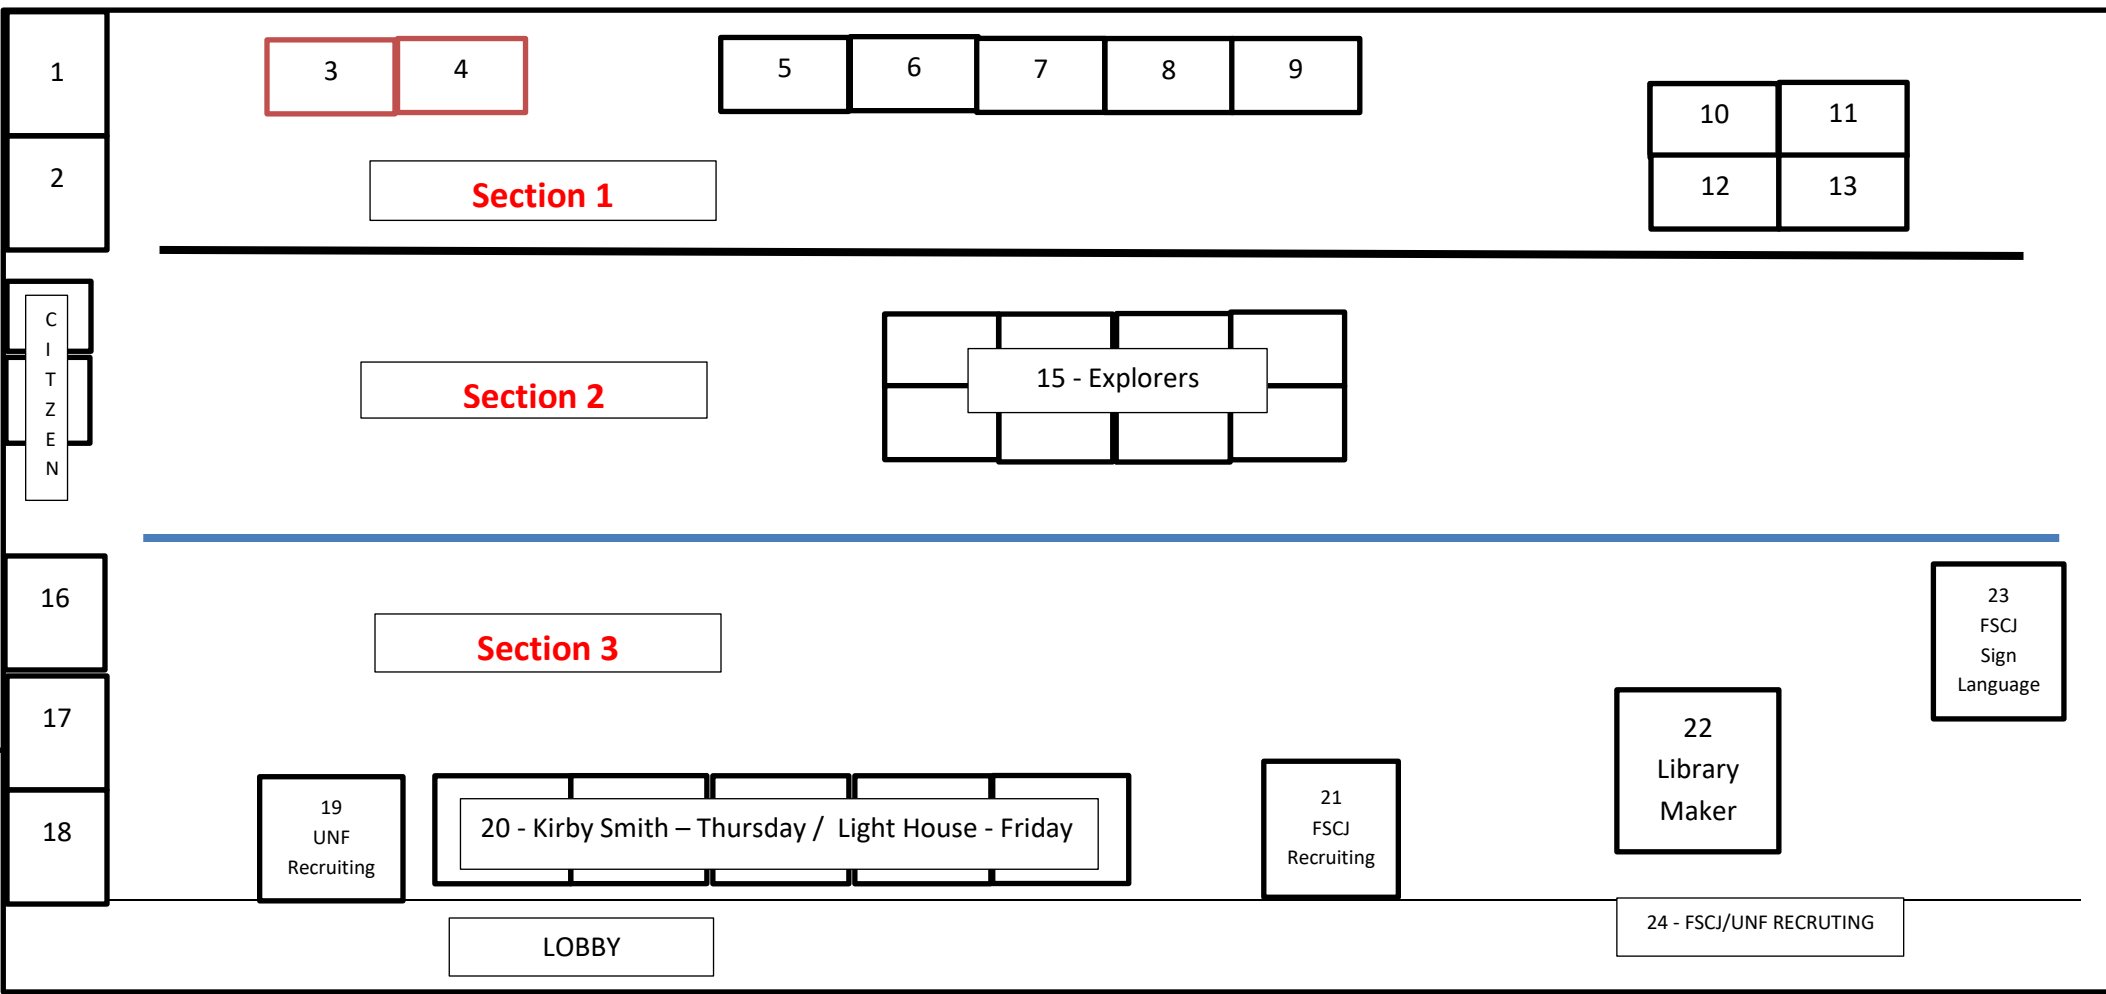 1
3
4
5
6
7
8
9
10
11
2
Section 1
12
13
C
I
T
Z
E
N
Section 2
15 - Explorers
16
Section 3
23
FSCJ
Sign
Language
17
22
Library
Maker
18
19
UNF
Recruiting
20 - Kirby Smith – Thursday / Light House - Friday
21
FSCJ
Recruiting
LOBBY
24 - FSCJ/UNF RECRUTING